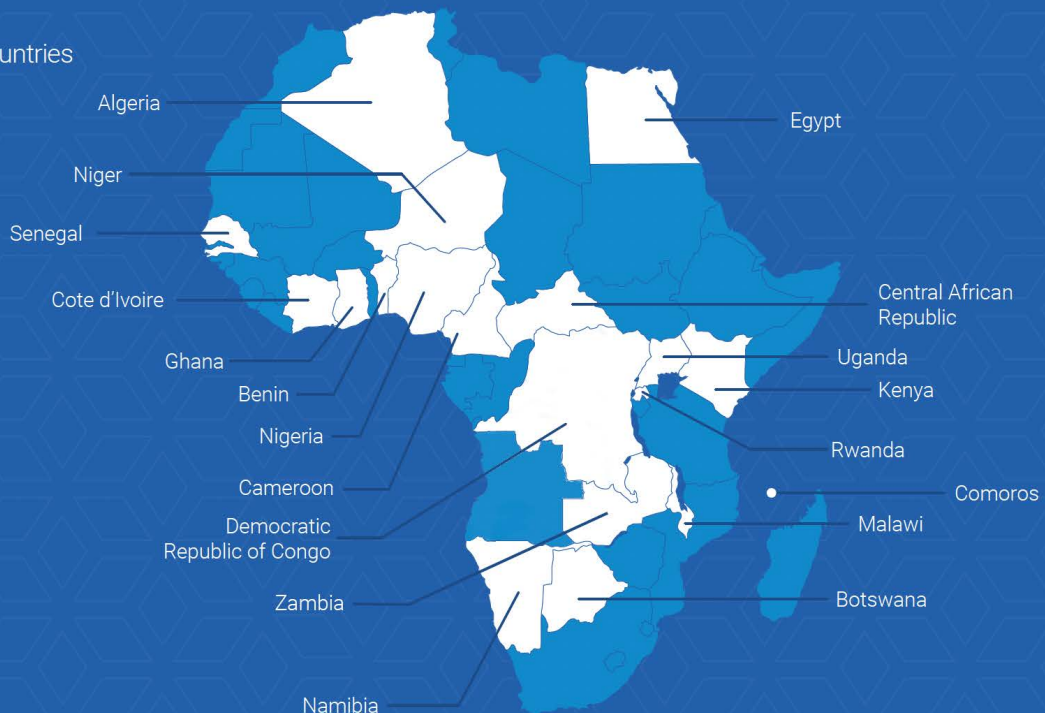 untries
Algeria
Egypt
Niger
Senegal
Cote d'Ivoire
Central African
Republic
Ghana
Uganda
Benin
Kenya
Nigeria
Rwanda
Cameroon
Comoros
Democratic
Republic of Congo
Malawi
Zambia
Botswana
Namibia